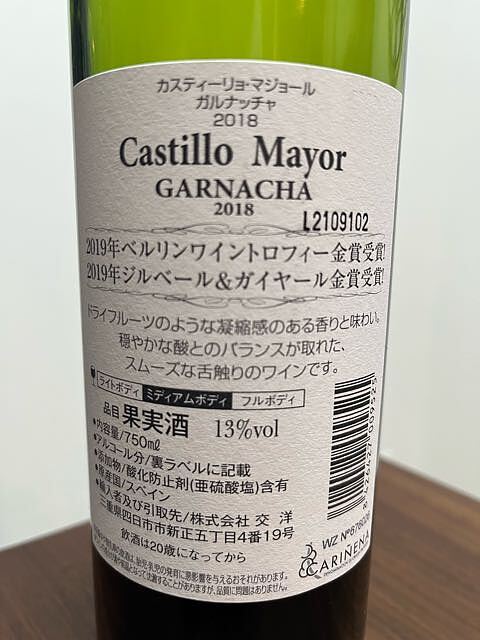 カスティーリョ・マジョール
ガルナッチャ
2018
Castillo Mayor
GARNACHA
2018
L2109102
2019年ベルリンワイントロフィー金賞受賞!
2019年ジルベール&ガイヤール金賞受賞!
ドライフルーツのような凝縮感のある香りと味わい。
穏やかな酸とのバランスが取れた、
スムーズな舌触りのワインです。
ライトボディ ミディアムボディ フルボディ
品目 果実酒 13%vol
•内容量/750mℓ
•アルコール分/裏ラベルに記載
•添加物/酸化防止剤(亜硫酸塩)含有
•原産国/スペイン
•輸入者及び引取先/株式会社 交洋
三重県四日市市新正五丁目4番19号
飲酒は20歳になってから
8 426427 009525
WZ Nº
CARIÑENA